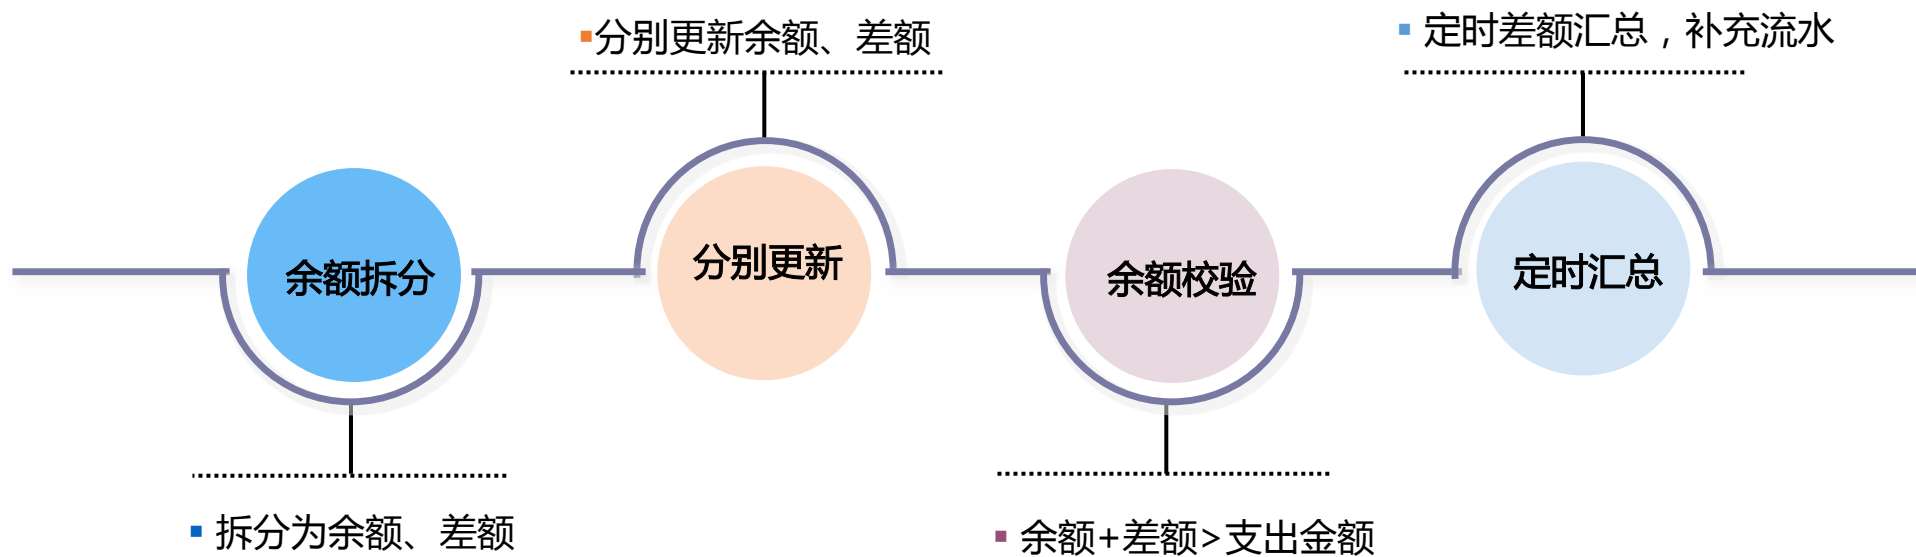 分别更新余额、差额
定时差额汇总，补充流水
余额拆分
分别更新
余额校验
定时汇总
拆分为余额、差额
余额+差额>支出金额